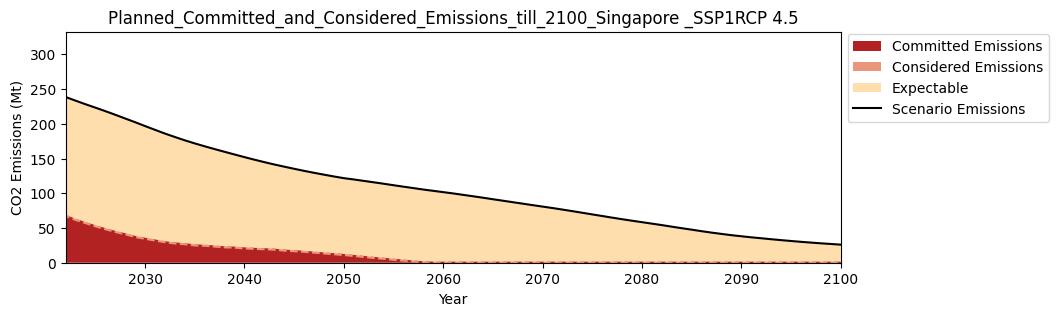 Planned_Committed_and_Considered_Emissions_till_2100_Singapore _SSP1RCP 4.5
300
250
200
150
100
50
0
CO2 Emissions (Mt)
2030 2040 2050 2060 2070 2080 2090 2100
Year
Committed Emissions
Considered Emissions
Expectable
Scenario Emissions